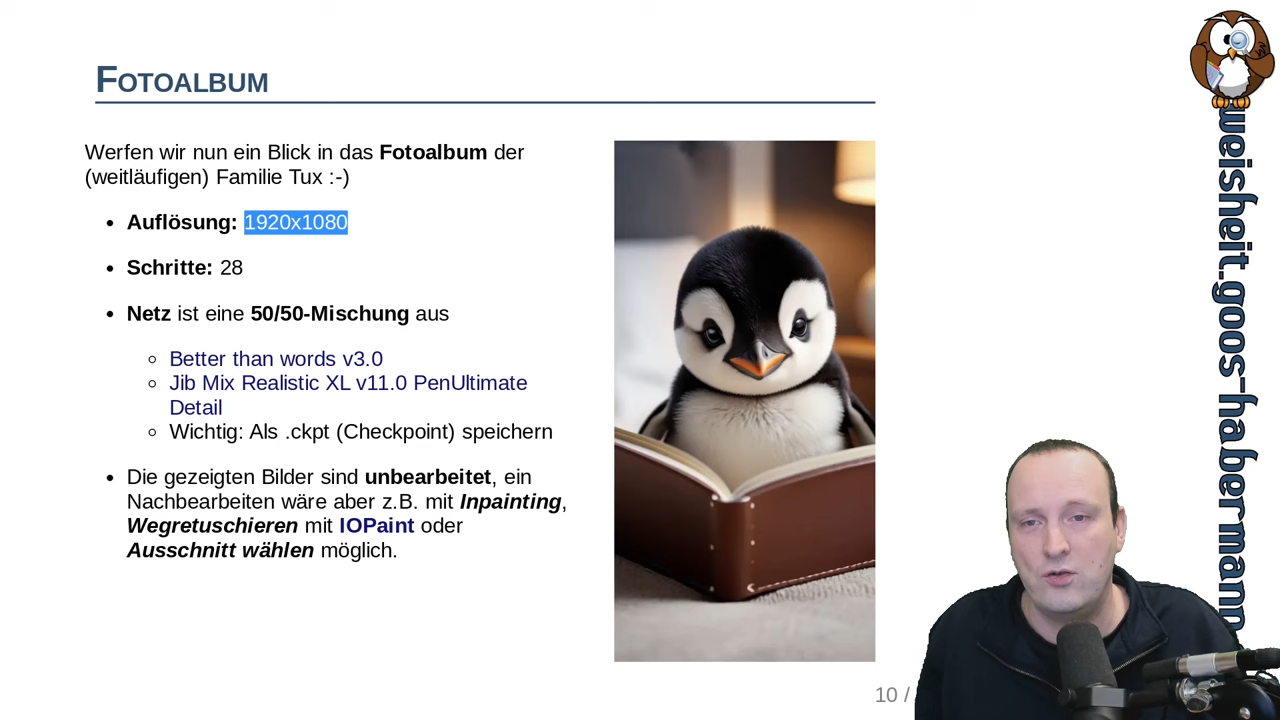 FOTOALBUM
Werfen wir nun ein Blick in das Fotoalbum der
(weitläufigen) Familie Tux :-)
• Auflösung: 1920x1080
• Schritte: 28
• Netz ist eine 50/50-Mischung aus
◦ Better than words v3.0
◦ Jib Mix Realistic XL v11.0 PenUltimate
Detail
◦ Wichtig: Als .ckpt (Checkpoint) speichern
• Die gezeigten Bilder sind unbearbeitet, ein
Nachbearbeiten wäre aber z.B. mit Inpainting,
Wegretuschieren mit IOPaint oder
Ausschnitt wählen möglich.
10 /
weisheit.goos-habermann